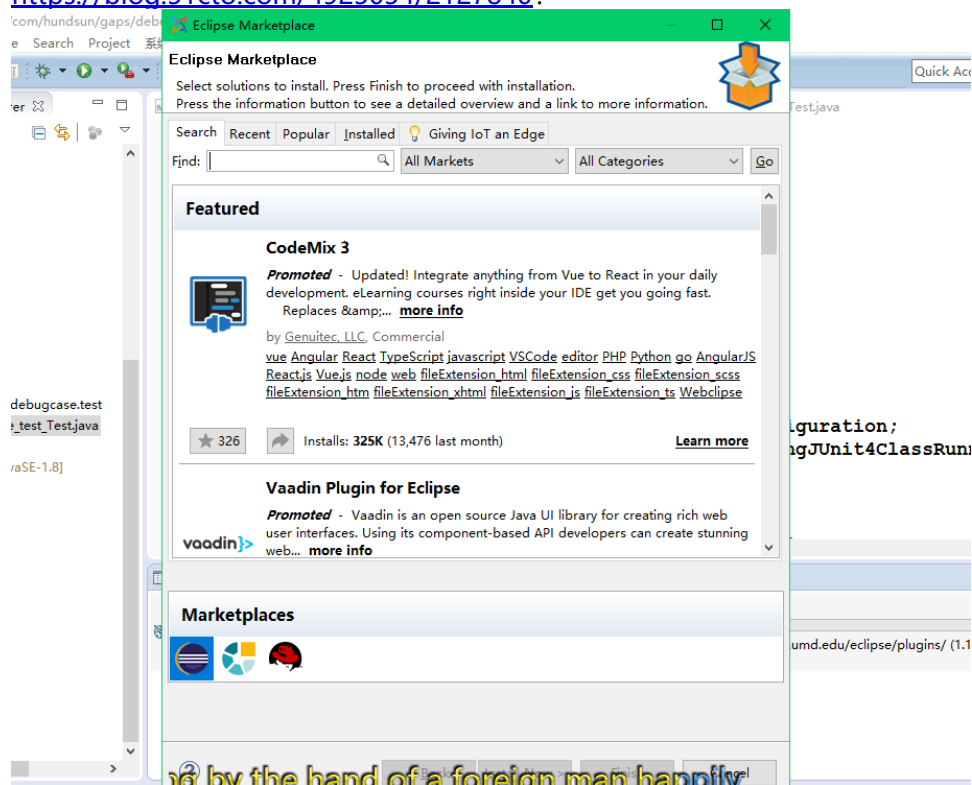 https://blog.51cto.com/4925054/2127840?
/com/hundsun/gaps/deb
Eclipse Marketplace
e Search Project 系
Eclipse Marketplace
Select solutions to install. Press Finish to proceed with installation.
Press the information button to see a detailed overview and a link to more information.
Quick Acc
er
Test.java
Search Recent Popular Installed Giving IoT an Edge
Find: All Markets All Categories Go
Featured
CodeMix 3
Promoted - Updated! Integrate anything from Vue to React in your daily
development. eLearning courses right inside your IDE get you going fast.
Replaces &amp;... more info
by Genuitec, LLC, Commercial
vue Angular React TypeScript javascript VSCode editor PHP Python go AngularJS
React.js Vue.js node web fileExtension_html fileExtension_css fileExtension_scss
fileExtension_htm fileExtension_xhtml fileExtension_js fileExtension_ts Webclipse
debugcase.test
e_test_Test.java
iguration;
326 Installs: 325K (13,476 last month) Learn more
ngJUnit4ClassRun
vaSE-1.8]
Vaadin Plugin for Eclipse
Promoted - Vaadin is an open source Java UI library for creating rich web
user interfaces. Using its component-based API developers can create stunning
vaadin}> web... more info
Marketplaces
umd.edu/eclipse/plugins/ (1.1
by the hand of a foreign man happily